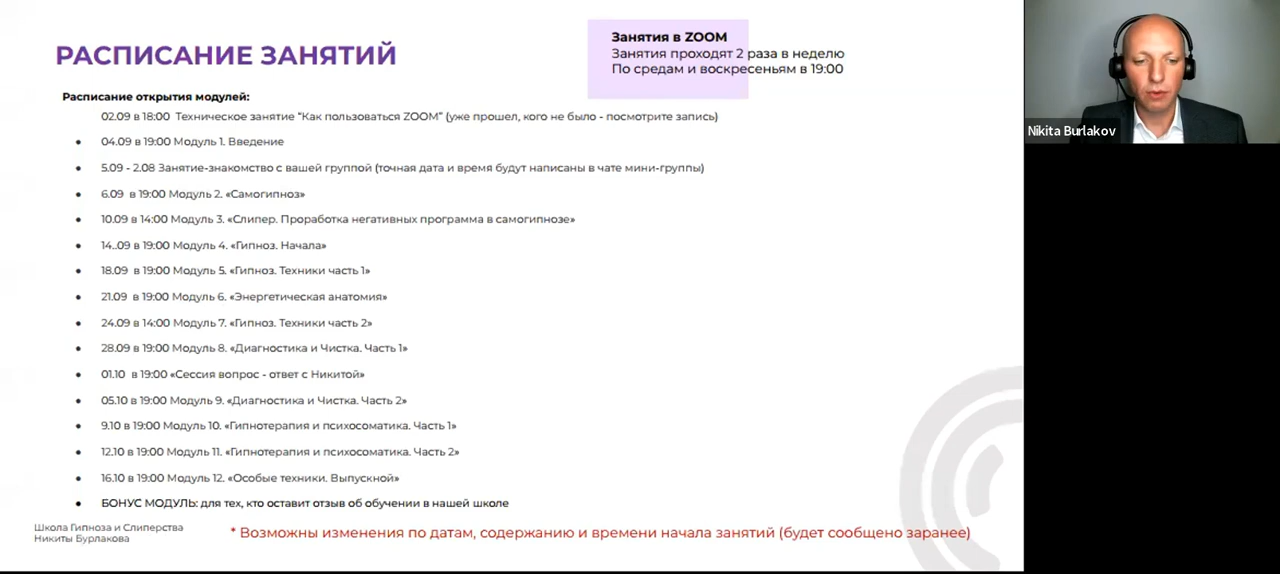 РАСПИСАНИЕ ЗАНЯТИЙ
Занятия в ZOOM
Занятия проходят 2 раза в неделю
По средам и воскресеньям в 19:00
Расписание открытия модулей:
02.09 в 18:00 Техническое занятие “Как пользоваться ZOOM” (уже прошел, кого не было - посмотрите запись)
• 04.09 в 19:00 Модуль 1. Введение
• 5.09 - 2.08 Занятие-знакомство с вашей группой (точная дата и время будут написаны в чате мини-группы)
• 6.09 в 19:00 Модуль 2. «Самогипноз»
• 10.09 в 14:00 Модуль 3. «Слипер. Проработка негативных программа в самогипнозе»
• 14..09 в 19:00 Модуль 4. «Гипноз. Начала»
• 18.09 в 19:00 Модуль 5. «Гипноз. Техники часть 1»
• 21.09 в 19:00 Модуль 6. «Энергетическая анатомия»
• 24.09 в 14:00 Модуль 7. «Гипноз. Техники часть 2»
• 28.09 в 19:00 Модуль 8. «Диагностика и Чистка. Часть 1»
• 01.10 в 19:00 «Сессия вопрос - ответ с Никитой»
• 05.10 в 19:00 Модуль 9. «Диагностика и Чистка. Часть 2»
• 9.10 в 19:00 Модуль 10. «Гипнотерапия и психосоматика. Часть 1»
• 12.10 в 19:00 Модуль 11. «Гипнотерапия и психосоматика. Часть 2»
• 16.10 в 19:00 Модуль 12. «Особые техники. Выпускной»
• БОНУС МОДУЛЬ: для тех, кто оставит отзыв об обучении в нашей школе
Школа Гипноза и Слиперства
Никиты Бурлакова
* Возможны изменения по датам, содержанию и времени начала занятий (будет сообщено заранее)
Nikita Burlakov